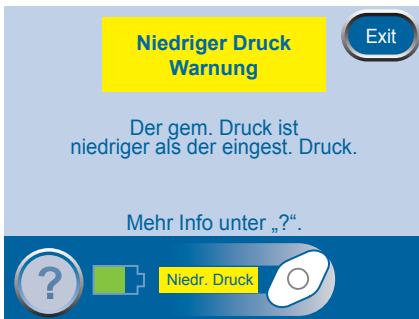 Niedriger Druck
Warnung
Exit
Der gem. Druck ist
niedriger als der eingest. Druck.
Mehr Info unter „?“.
?
Niedr. Druck